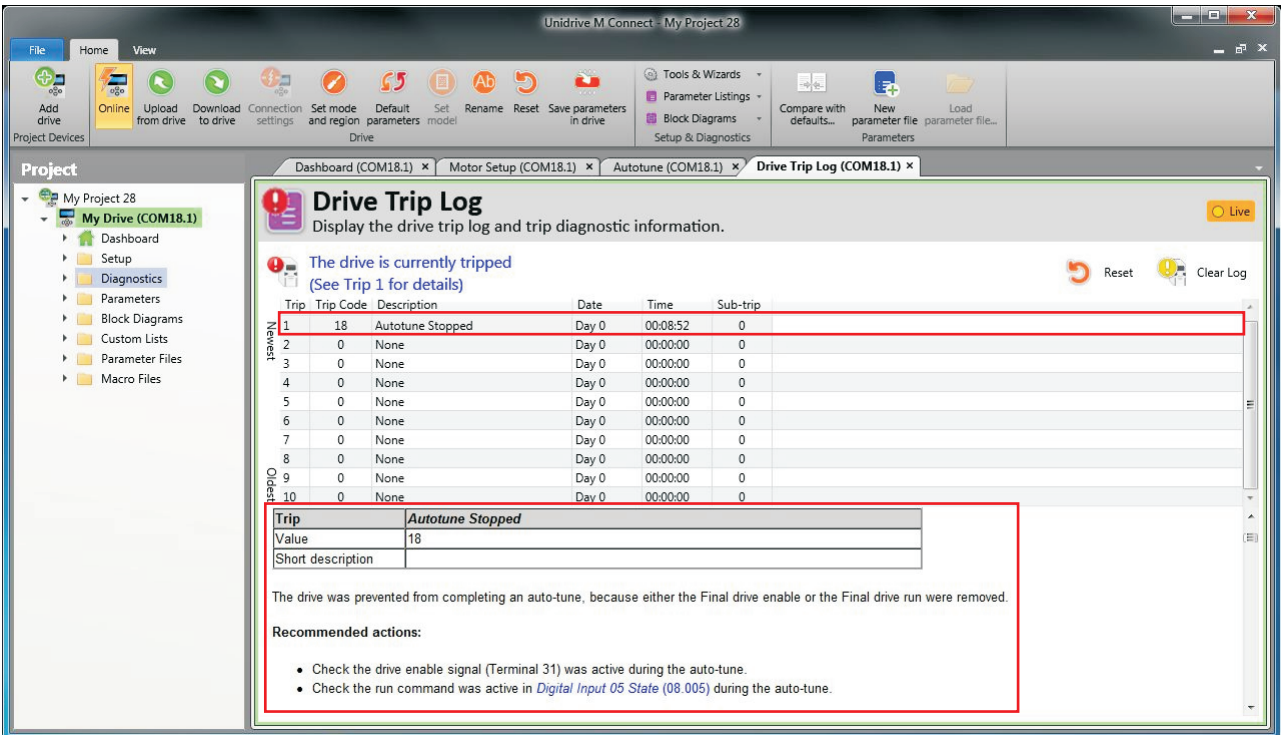 Unidrive M Connect - My Project 28
File Home View
Add drive
Online
Upload from drive
Download to drive
Connection settings
Set mode and region
Default parameters
Set model
Rename
Reset
Save parameters in drive
Tools & Wizards
Parameter Listings
Block Diagrams
Compare with defaults...
New parameter file
Load parameter file...
Project Devices
Drive
Setup & Diagnostics
Parameters
Project
My Project 28
My Drive (COM18.1)
Dashboard
Setup
Diagnostics
Parameters
Block Diagrams
Custom Lists
Parameter Files
Macro Files
Dashboard (COM18.1) × Motor Setup (COM18.1) × Autotune (COM18.1) × Drive Trip Log (COM18.1) ×
Drive Trip Log
Display the drive trip log and trip diagnostic information.
Live
The drive is currently tripped
(See Trip 1 for details)
Reset
Clear Log
Trip Trip Code Description Date Time Sub-trip
Newest
1 18 Autotune Stopped Day 0 00:08:52 0
2 0 None Day 0 00:00:00 0
3 0 None Day 0 00:00:00 0
4 0 None Day 0 00:00:00 0
5 0 None Day 0 00:00:00 0
6 0 None Day 0 00:00:00 0
7 0 None Day 0 00:00:00 0
8 0 None Day 0 00:00:00 0
9 0 None Day 0 00:00:00 0
10 0 None Day 0 00:00:00 0
Oldest
Trip Autotune Stopped
Value 18
Short description
The drive was prevented from completing an auto-tune, because either the Final drive enable or the Final drive run were removed.
Recommended actions:
• Check the drive enable signal (Terminal 31) was active during the auto-tune.
• Check the run command was active in Digital Input 05 State (08.005) during the auto-tune.